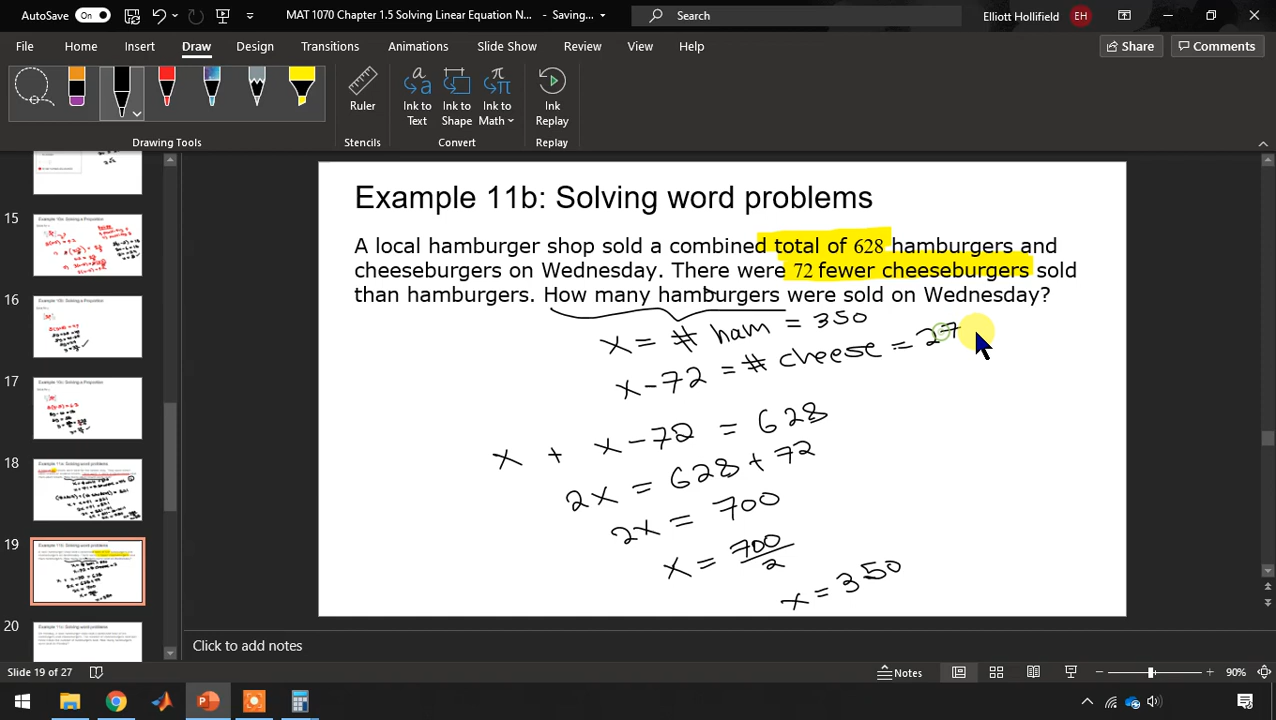 AutoSave On MAT 1070 Chapter 1.5 Solving Linear Equation N... - Saving... Search Elliott Hollifield EH
File Home Insert Draw Design Transitions Animations Slide Show Review View Help Share Comments
Ruler Ink to Text Ink to Shape Ink to Math Ink Replay
Drawing Tools Stencils Convert Replay
15
16
17
18
19
20
Example 11b: Solving word problems
A local hamburger shop sold a combined total of 628 hamburgers and
cheeseburgers on Wednesday. There were 72 fewer cheeseburgers sold
than hamburgers. How many hamburgers were sold on Wednesday?
x = # ham = 350
x - 72 = # cheese = 27
x + x - 72 = 628
2x = 628 + 72
2x = 700
x = 700/2
x = 350
Click to add notes
Slide 19 of 27 Notes 90%